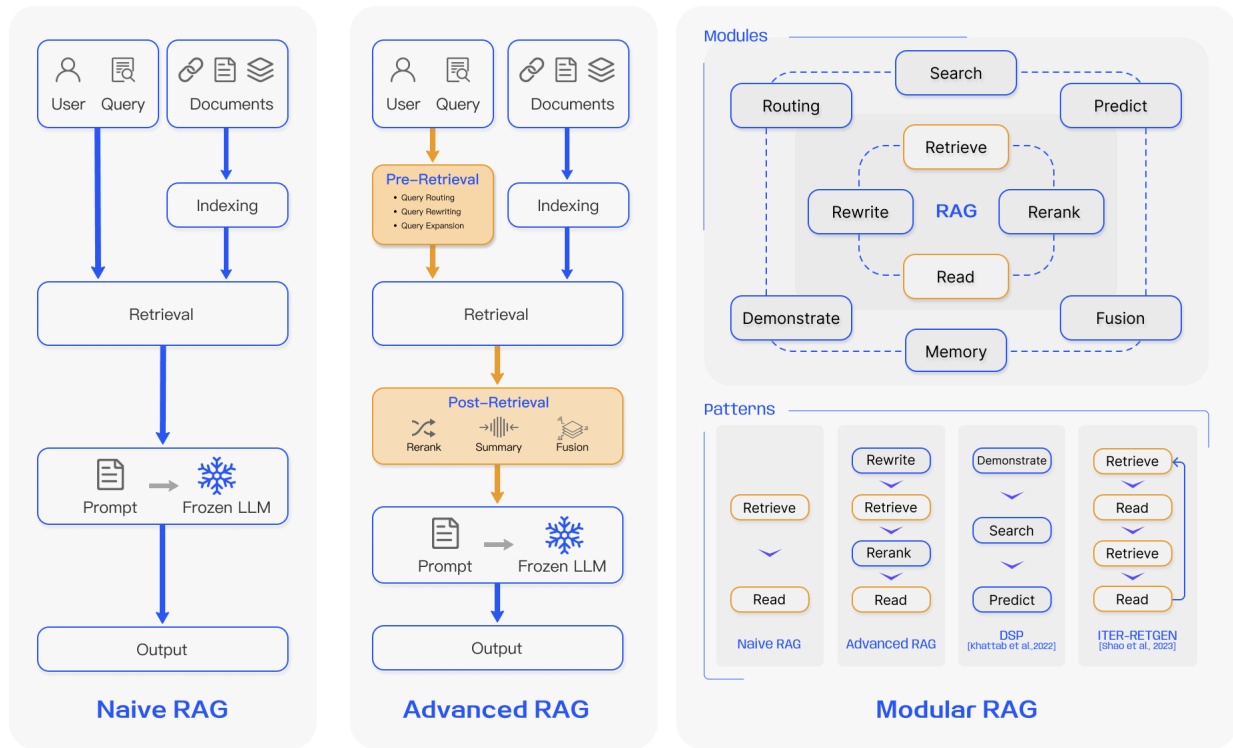 User Query
Documents
Indexing
Retrieval
Prompt
Frozen LLM
Output
Naive RAG
User Query
Documents
Pre-Retrieval
• Query Routing
• Query Rewriting
• Query Expansion
Indexing
Retrieval
Post-Retrieval
Rerank
Summary
Fusion
Prompt
Frozen LLM
Output
Advanced RAG
Modules
Search
Routing
Predict
Retrieve
Rewrite
RAG
Rerank
Read
Demonstrate
Fusion
Memory
Patterns
Retrieve
Read
Naive RAG
Rewrite
Retrieve
Rerank
Read
Advanced RAG
Demonstrate
Search
Predict
DSP
[Khattab et al.,2022]
Retrieve
Read
Retrieve
Read
ITER-RETGEN
[Shao et al., 2023]
Modular RAG